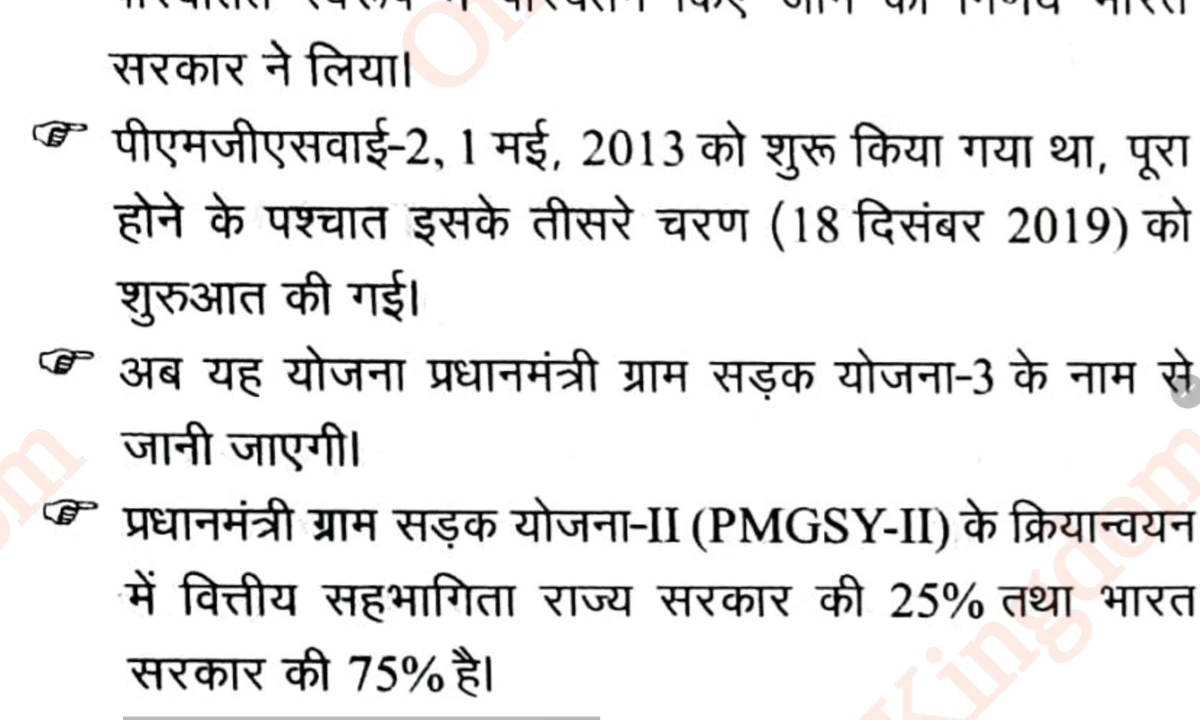 सरकार ने लिया।
पीएमजीएसवाई-2, 1 मई, 2013 को शुरू किया गया था, पूरा
होने के पश्चात इसके तीसरे चरण (18 दिसंबर 2019) को
शुरुआत की गई।
अब यह योजना प्रधानमंत्री ग्राम सड़क योजना-3 के नाम से
जानी जाएगी।
प्रधानमंत्री ग्राम सड़क योजना-II (PMGSY-II) के क्रियान्वयन
में वित्तीय सहभागिता राज्य सरकार की 25% तथा भारत
सरकार की 75% है।
Kingdom